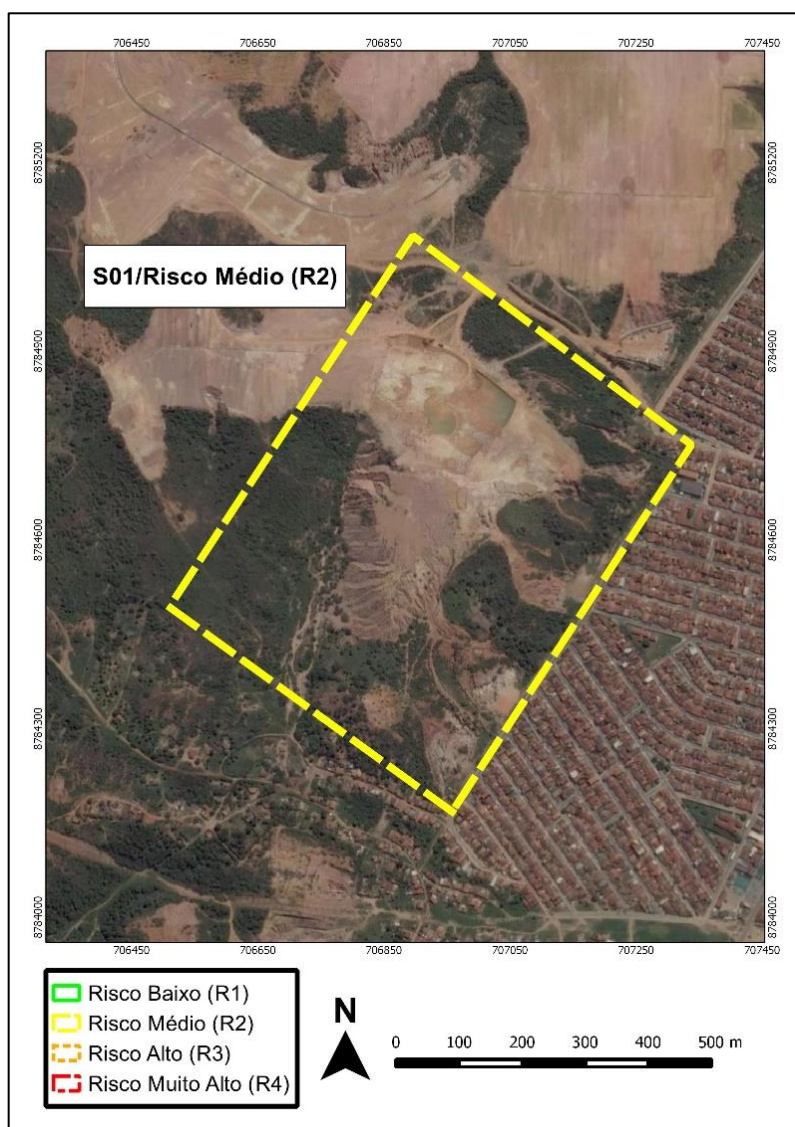 706450 706650 706850 707050 707250 707450
8785200 8785200
S01/Risco Médio (R2)
8784900 8784900
8784600 8784600
8784300 8784300
8784000 8784000
706450 706650 706850 707050 707250 707450
Risco Baixo (R1)
Risco Médio (R2)
Risco Alto (R3)
Risco Muito Alto (R4)
N
0 100 200 300 400 500 m